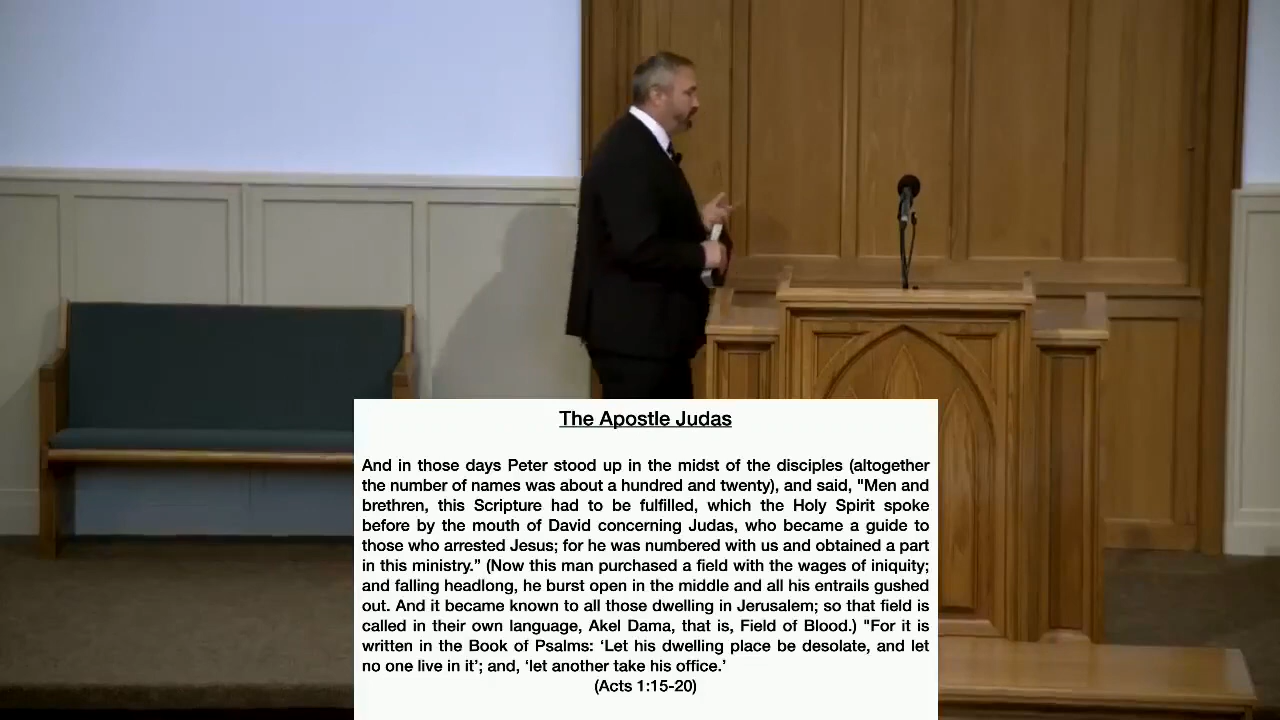 The Apostle Judas
And in those days Peter stood up in the midst of the disciples (altogether
the number of names was about a hundred and twenty), and said, "Men and
brethren, this Scripture had to be fulfilled, which the Holy Spirit spoke
before by the mouth of David concerning Judas, who became a guide to
those who arrested Jesus; for he was numbered with us and obtained a part
in this ministry.” (Now this man purchased a field with the wages of iniquity;
and falling headlong, he burst open in the middle and all his entrails gushed
out. And it became known to all those dwelling in Jerusalem; so that field is
called in their own language, Akel Dama, that is, Field of Blood.) "For it is
written in the Book of Psalms: ‘Let his dwelling place be desolate, and let
no one live in it’; and, ‘let another take his office.’
(Acts 1:15-20)